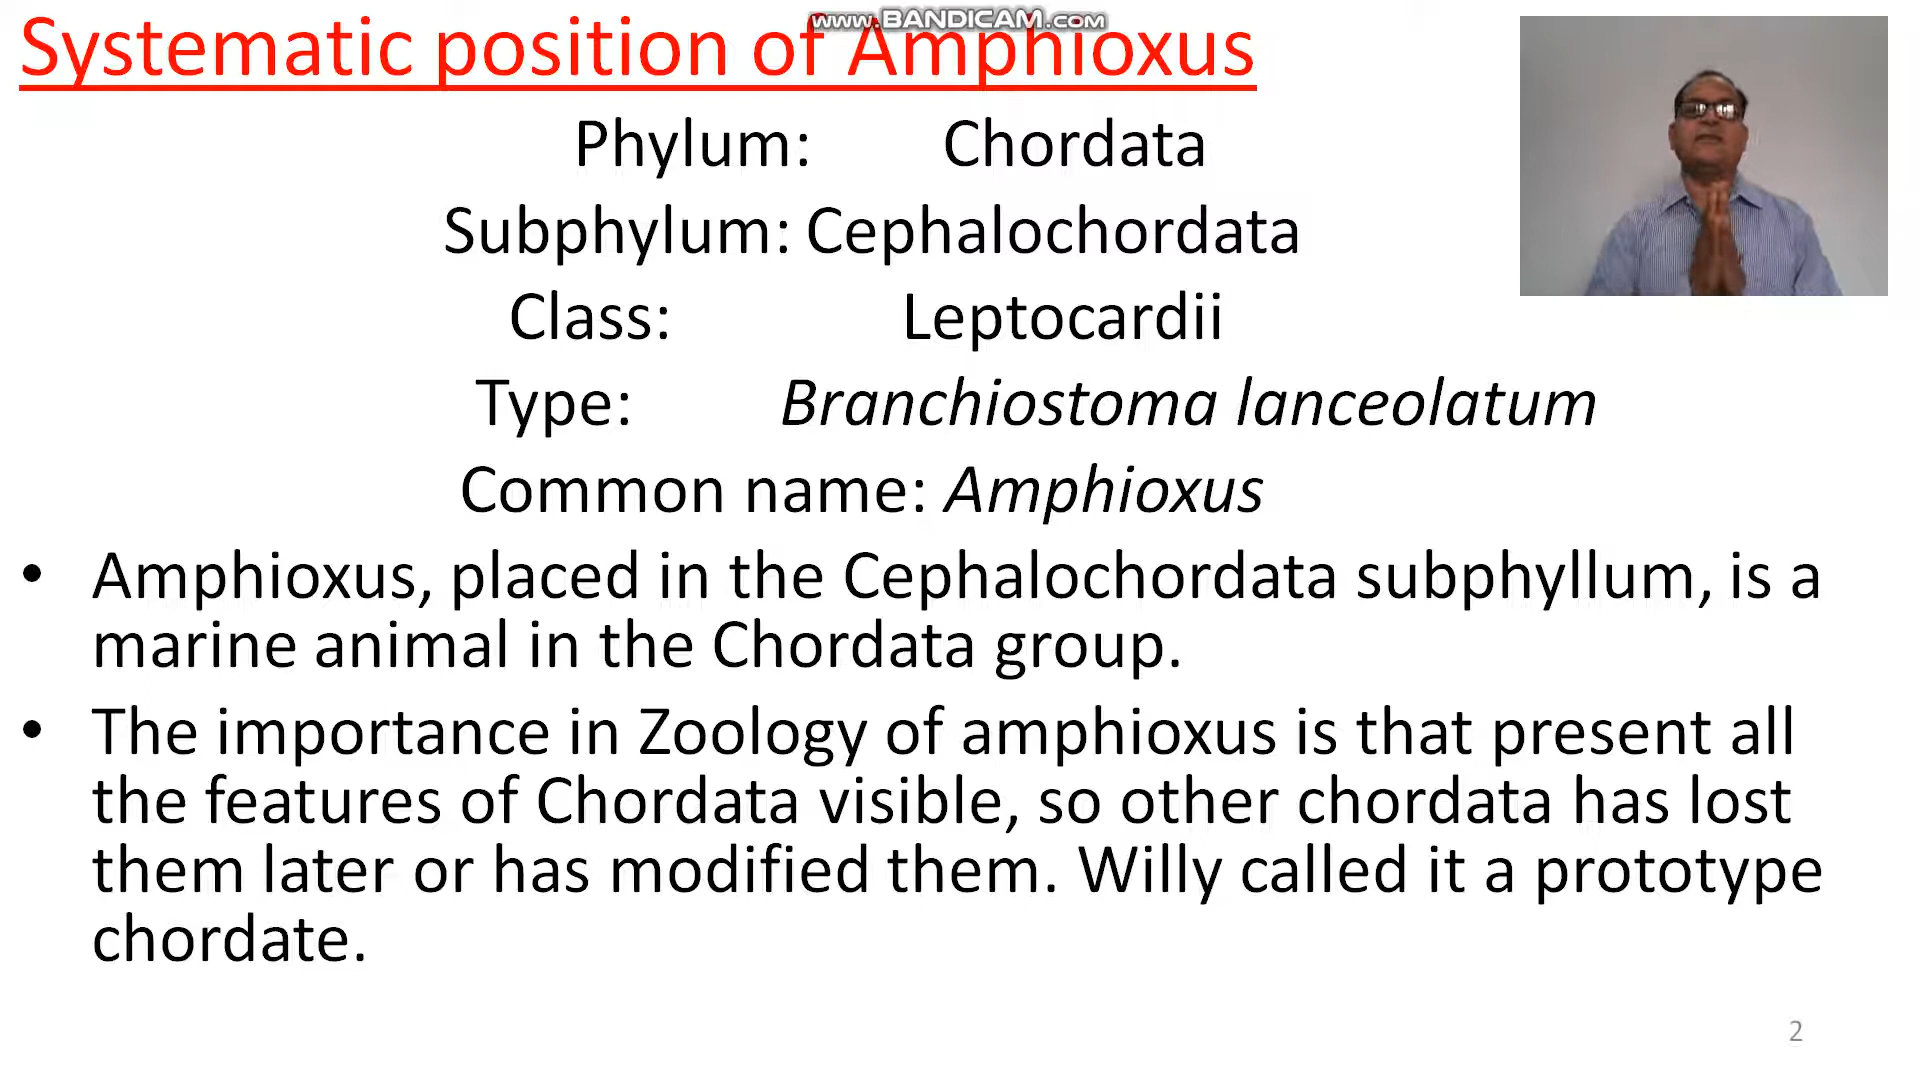 www.BANDICAM.com
Systematic position of Amphioxus
Phylum: Chordata
Subphylum: Cephalochordata
Class: Leptocardii
Type: Branchiostoma lanceolatum
Common name: Amphioxus
• Amphioxus, placed in the Cephalochordata subphyllum, is a
marine animal in the Chordata group.
• The importance in Zoology of amphioxus is that present all
the features of Chordata visible, so other chordata has lost
them later or has modified them. Willy called it a prototype
chordate.
2